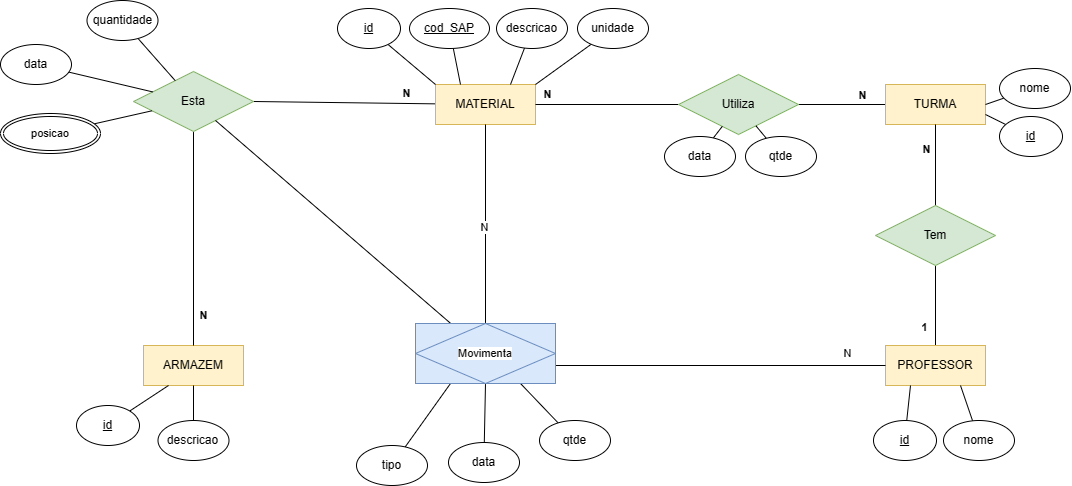 quantidade
id
cod_SAP
descricao
unidade
data
nome
Esta
N
MATERIAL
N
Utiliza
N
TURMA
posicao
id
N
data
qtde
N
Tem
N
1
Movimenta
N
ARMAZEM
PROFESSOR
id
descricao
qtde
id
nome
tipo
data